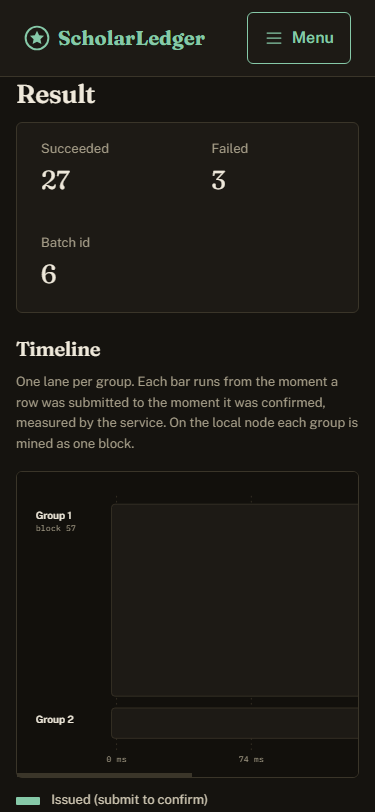 ScholarLedger
Menu
Result
Succeeded
Failed
27
3
Batch id
6
Timeline
One lane per group. Each bar runs from the moment a
row was submitted to the moment it was confirmed,
measured by the service. On the local node each group is
mined as one block.
Group 1
block 57
Group 2
0 ms
74 ms
Issued (submit to confirm)